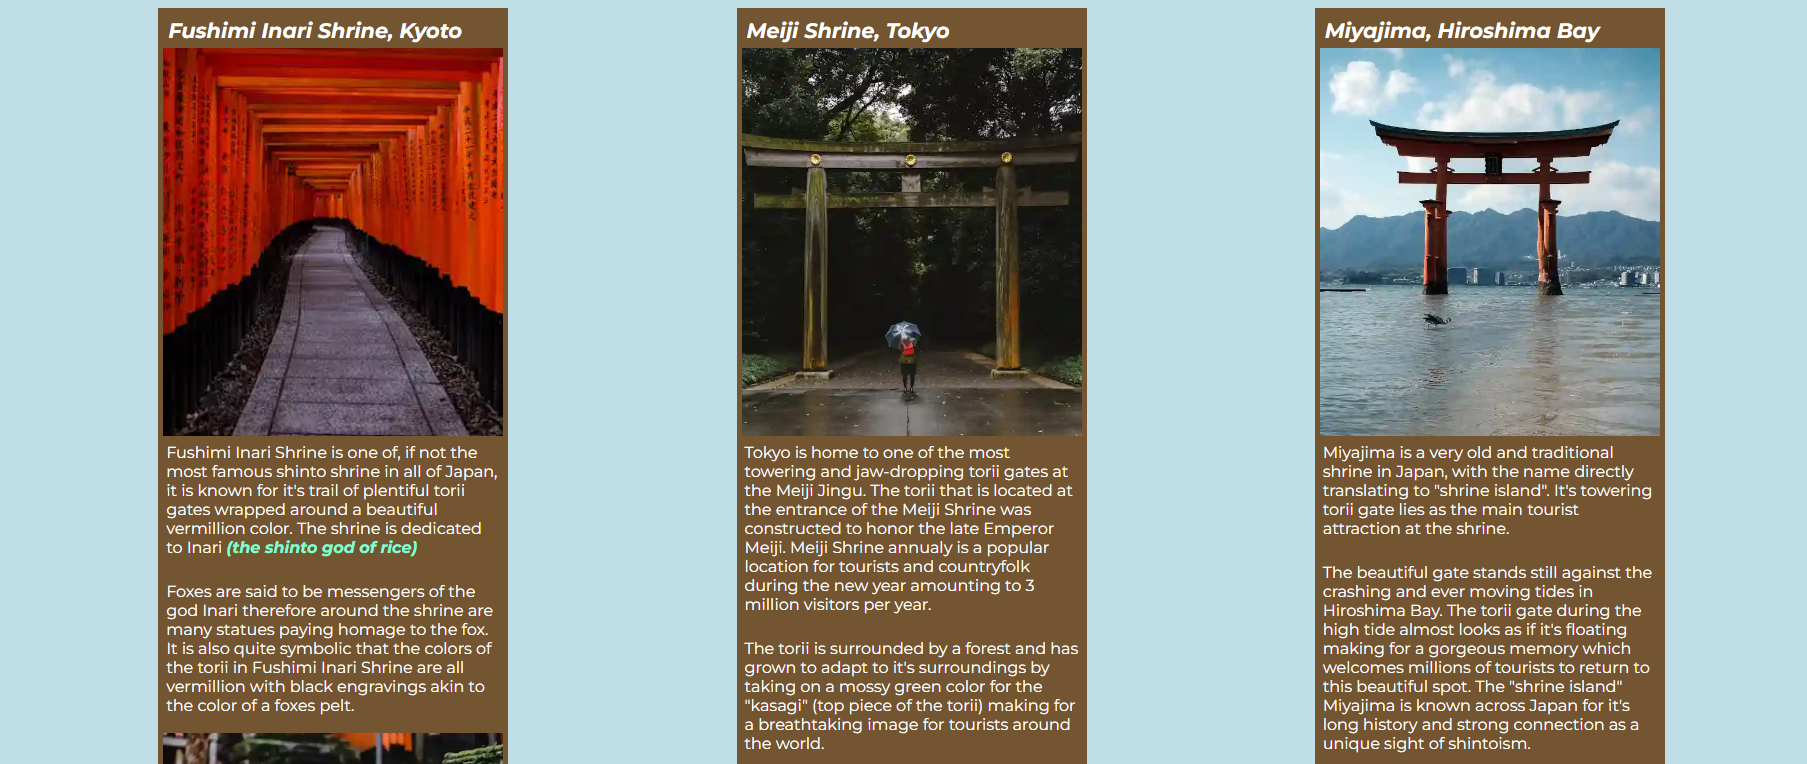 Fushimi Inari Shrine, Kyoto
Fushimi Inari Shrine is one of, if not the
most famous shinto shrine in all of Japan,
it is known for it's trail of plentiful torii
gates wrapped around a beautiful
vermillion color. The shrine is dedicated
to Inari (the shinto god of rice)
Foxes are said to be messengers of the
god Inari therefore around the shrine are
many statues paying homage to the fox.
It is also quite symbolic that the colors of
the torii in Fushimi Inari Shrine are all
vermillion with black engravings akin to
the color of a foxes pelt.
Meiji Shrine, Tokyo
Tokyo is home to one of the most
towering and jaw-dropping torii gates at
the Meiji Jingu. The torii that is located at
the entrance of the Meiji Shrine was
constructed to honor the late Emperor
Meiji. Meiji Shrine annualy is a popular
location for tourists and countryfolk
during the new year amounting to 3
million visitors per year.
The torii is surrounded by a forest and has
grown to adapt to it's surroundings by
taking on a mossy green color for the
"kasagi" (top piece of the torii) making for
a breathtaking image for tourists around
the world.
Miyajima, Hiroshima Bay
Miyajima is a very old and traditional
shrine in Japan, with the name directly
translating to "shrine island". It's towering
torii gate lies as the main tourist
attraction at the shrine.
The beautiful gate stands still against the
crashing and ever moving tides in
Hiroshima Bay. The torii gate during the
high tide almost looks as if it's floating
making for a gorgeous memory which
welcomes millions of tourists to return to
this beautiful spot. The "shrine island"
Miyajima is known across Japan for it's
long history and strong connection as a
unique sight of shintoism.